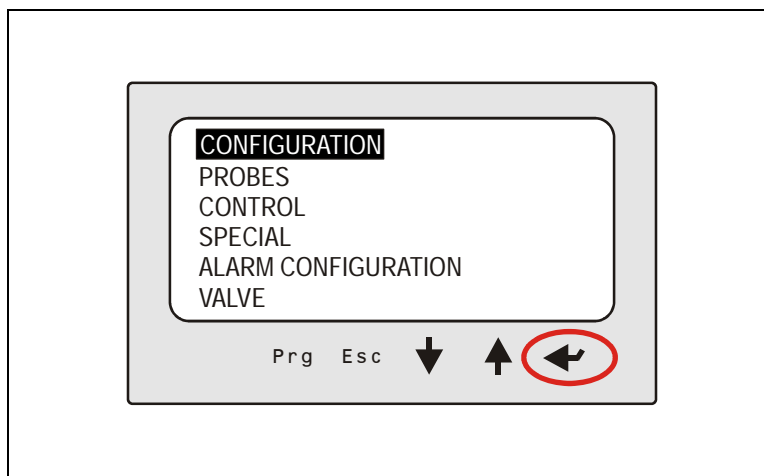 CONFIGURATION
PROBES
CONTROL
SPECIAL
ALARM CONFIGURATION
VALVE
Prg Esc